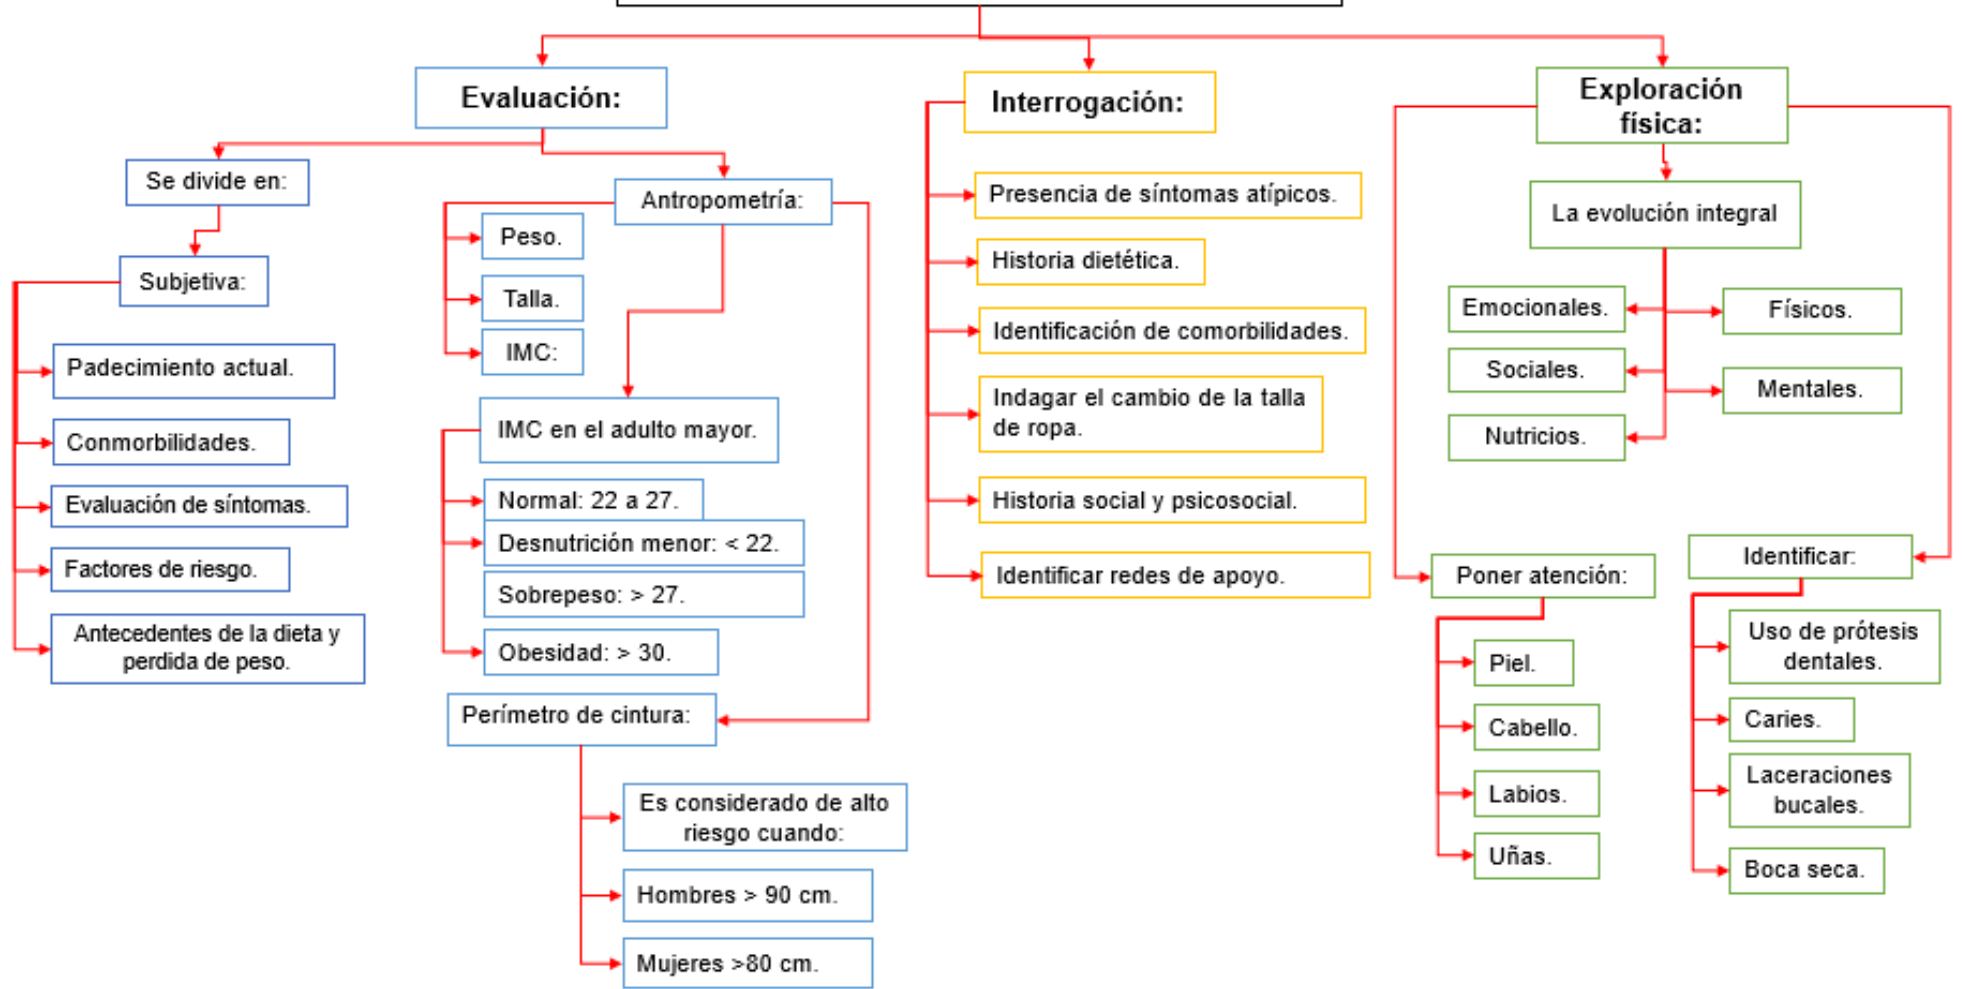 Evaluación:
Se divide en:
Subjetiva:
Padecimiento actual.
Conmorbilidades.
Evaluación de síntomas.
Factores de riesgo.
Antecedentes de la dieta y
perdida de peso.
Antropometría:
Peso.
Talla.
IMC:
IMC en el adulto mayor.
Normal: 22 a 27.
Desnutrición menor: < 22.
Sobrepeso: > 27.
Obesidad: > 30.
Perímetro de cintura:
Es considerado de alto
riesgo cuando:
Hombres > 90 cm.
Mujeres >80 cm.
Interrogación:
Presencia de síntomas atípicos.
Historia dietética.
Identificación de comorbilidades.
Indagar el cambio de la talla
de ropa.
Historia social y psicosocial.
Identificar redes de apoyo.
Exploración
física:
La evolución integral
Emocionales.
Físicos.
Sociales.
Mentales.
Nutricios.
Poner atención:
Piel.
Cabello.
Labios.
Uñas.
Identificar:
Uso de prótesis
dentales.
Caries.
Laceraciones
bucales.
Boca seca.